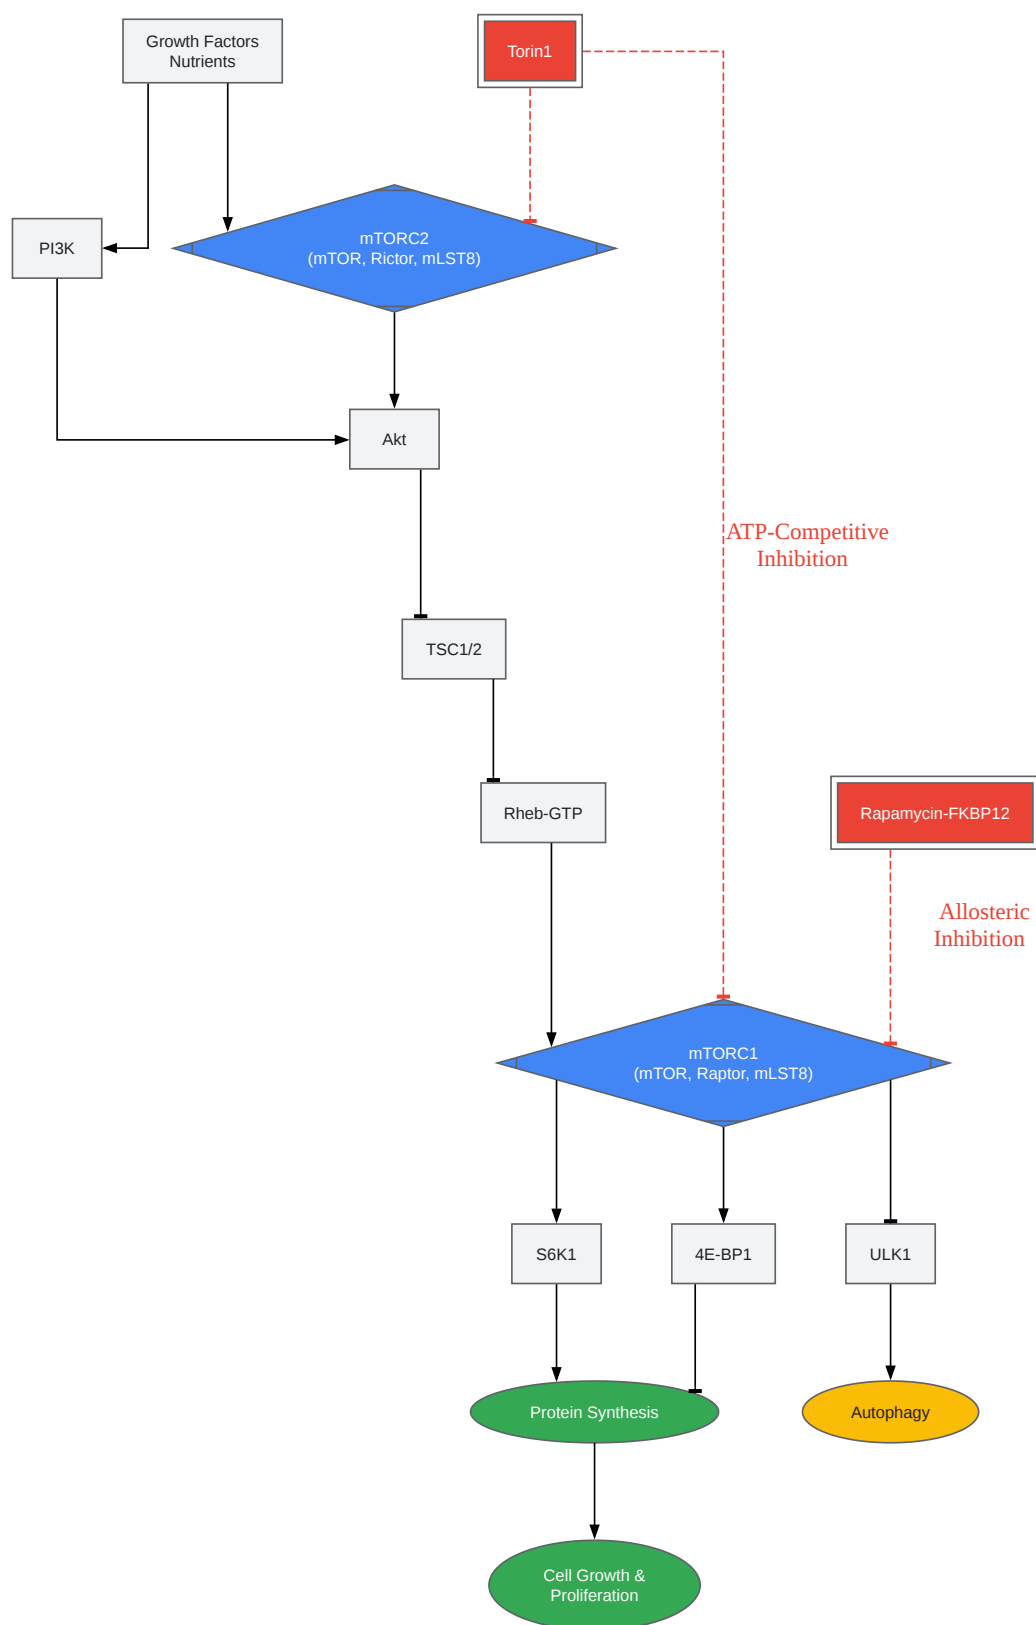 Growth Factors
Nutrients
Torin1
PI3K
mTORC2
(mTOR, Rictor, mLST8)
Akt
ATP-Competitive
Inhibition
TSC1/2
Rheb-GTP
Rapamycin-FKBP12
Allosteric
Inhibition
mTORC1
(mTOR, Raptor, mLST8)
S6K1
4E-BP1
ULK1
Protein Synthesis
Autophagy
Cell Growth &
Proliferation